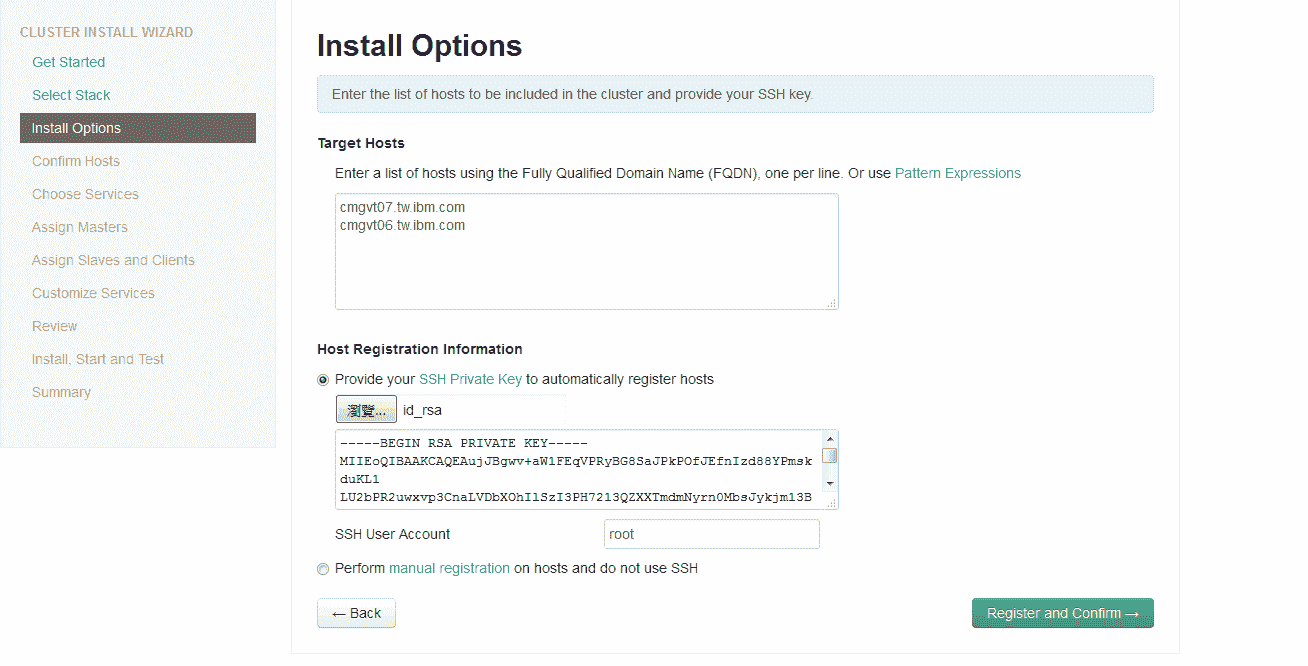 CLUSTER INSTALL WIZARD
Get Started
Select Stack
Install Options
Confirm Hosts
Choose Services
Assign Masters
Assign Slaves and Clients
Customize Services
Review
Install, Start and Test
Summary
Install Options
Enter the list of hosts to be included in the cluster and provide your SSH key.
Target Hosts
Enter a list of hosts using the Fully Qualified Domain Name (FQDN), one per line. Or use Pattern Expressions
cmgvt07.tw.ibm.com
cmgvt06.tw.ibm.com
Host Registration Information
Provide your SSH Private Key to automatically register hosts
瀏覽... id_rsa
-----BEGIN RSA PRIVATE KEY-----
SSH User Account root
Perform manual registration on hosts and do not use SSH
← Back
Register and Confirm →